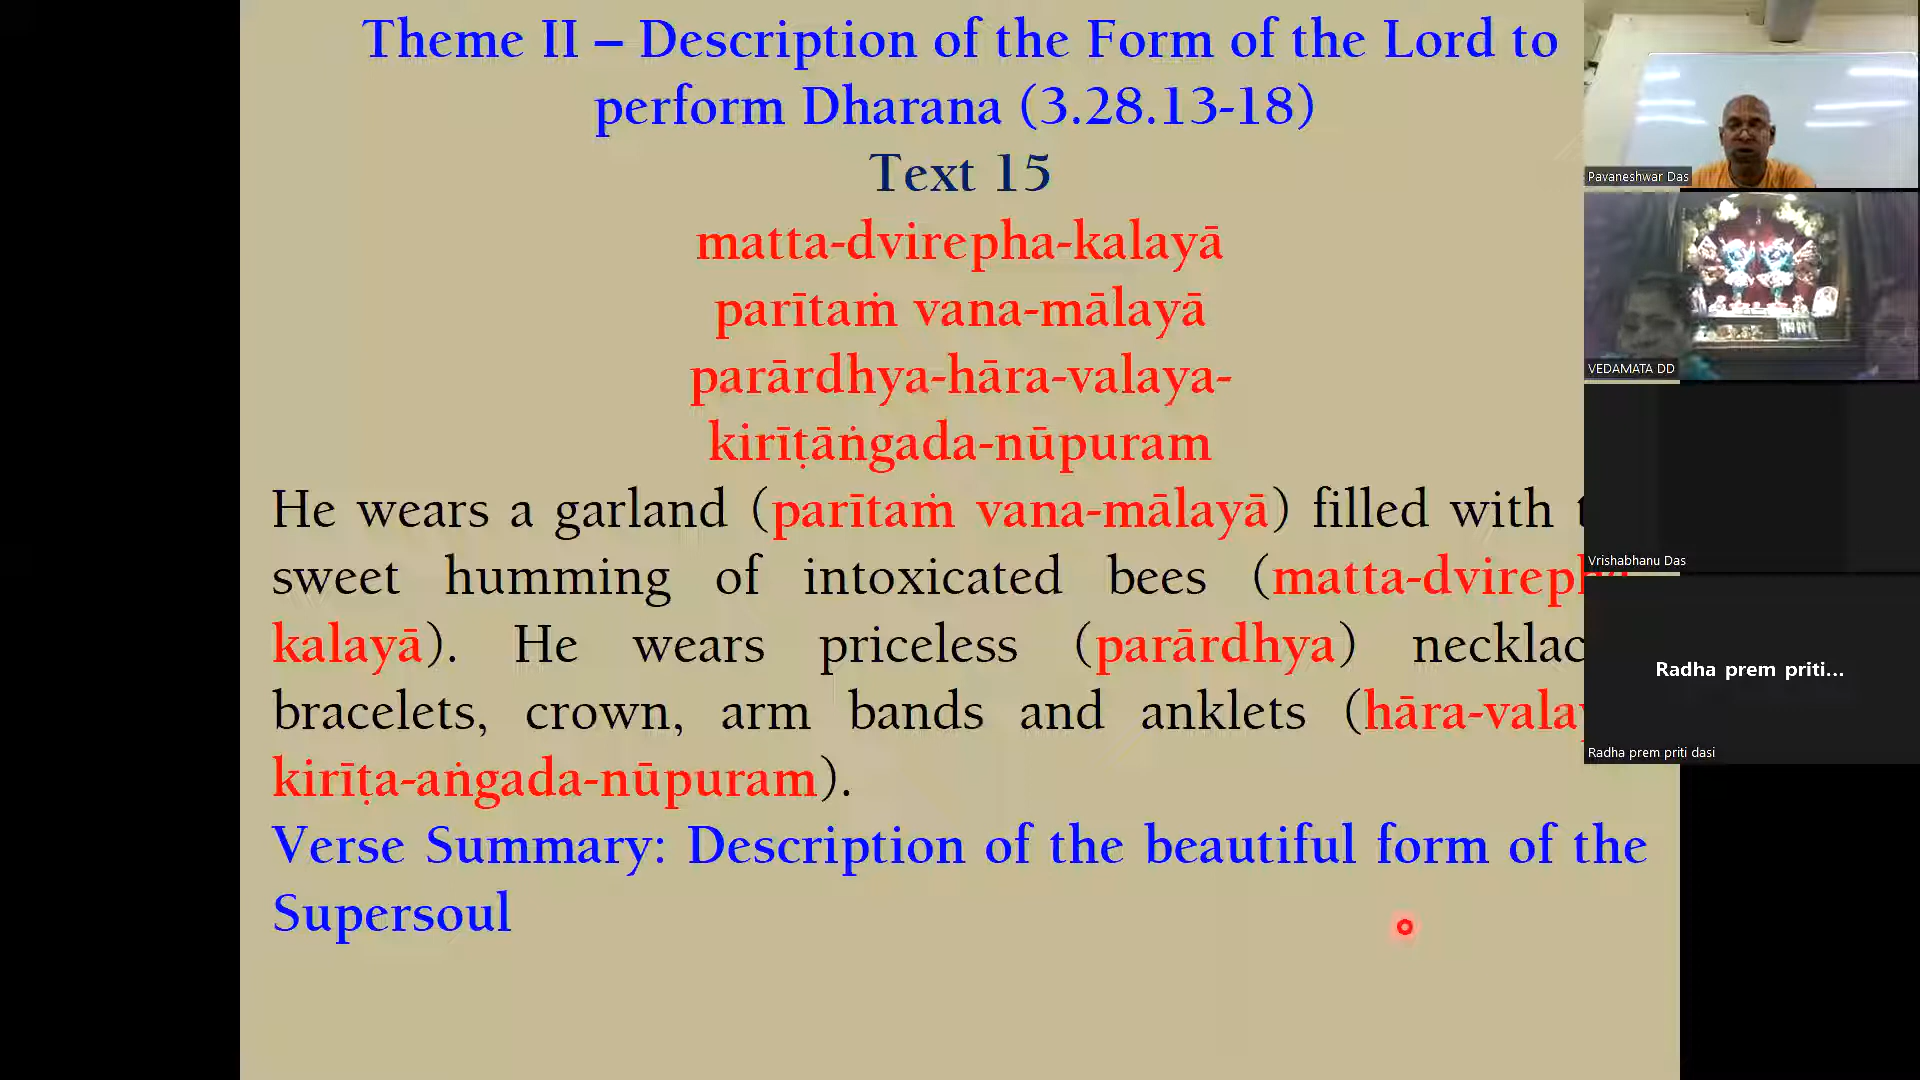 Theme II – Description of the Form of the Lord to
perform Dharana (3.28.13-18)
Text 15
matta-dvirepha-kalayā
parītaṁ vana-mālayā
parārdhya-hāra-valaya-
kirīṭāṅgada-nūpuram
He wears a garland (parītaṁ vana-mālayā) filled with
sweet humming of intoxicated bees (matta-dvireph
kalayā). He wears priceless (parārdhya) necklac
bracelets, crown, arm bands and anklets (hāra-valay
kirīṭa-aṅgada-nūpuram).
Verse Summary: Description of the beautiful form of the
Supersoul
Pavaneshwar Das
VEDAMATA DD
Vrishabhanu Das
Radha prem priti...
Radha prem priti dasi